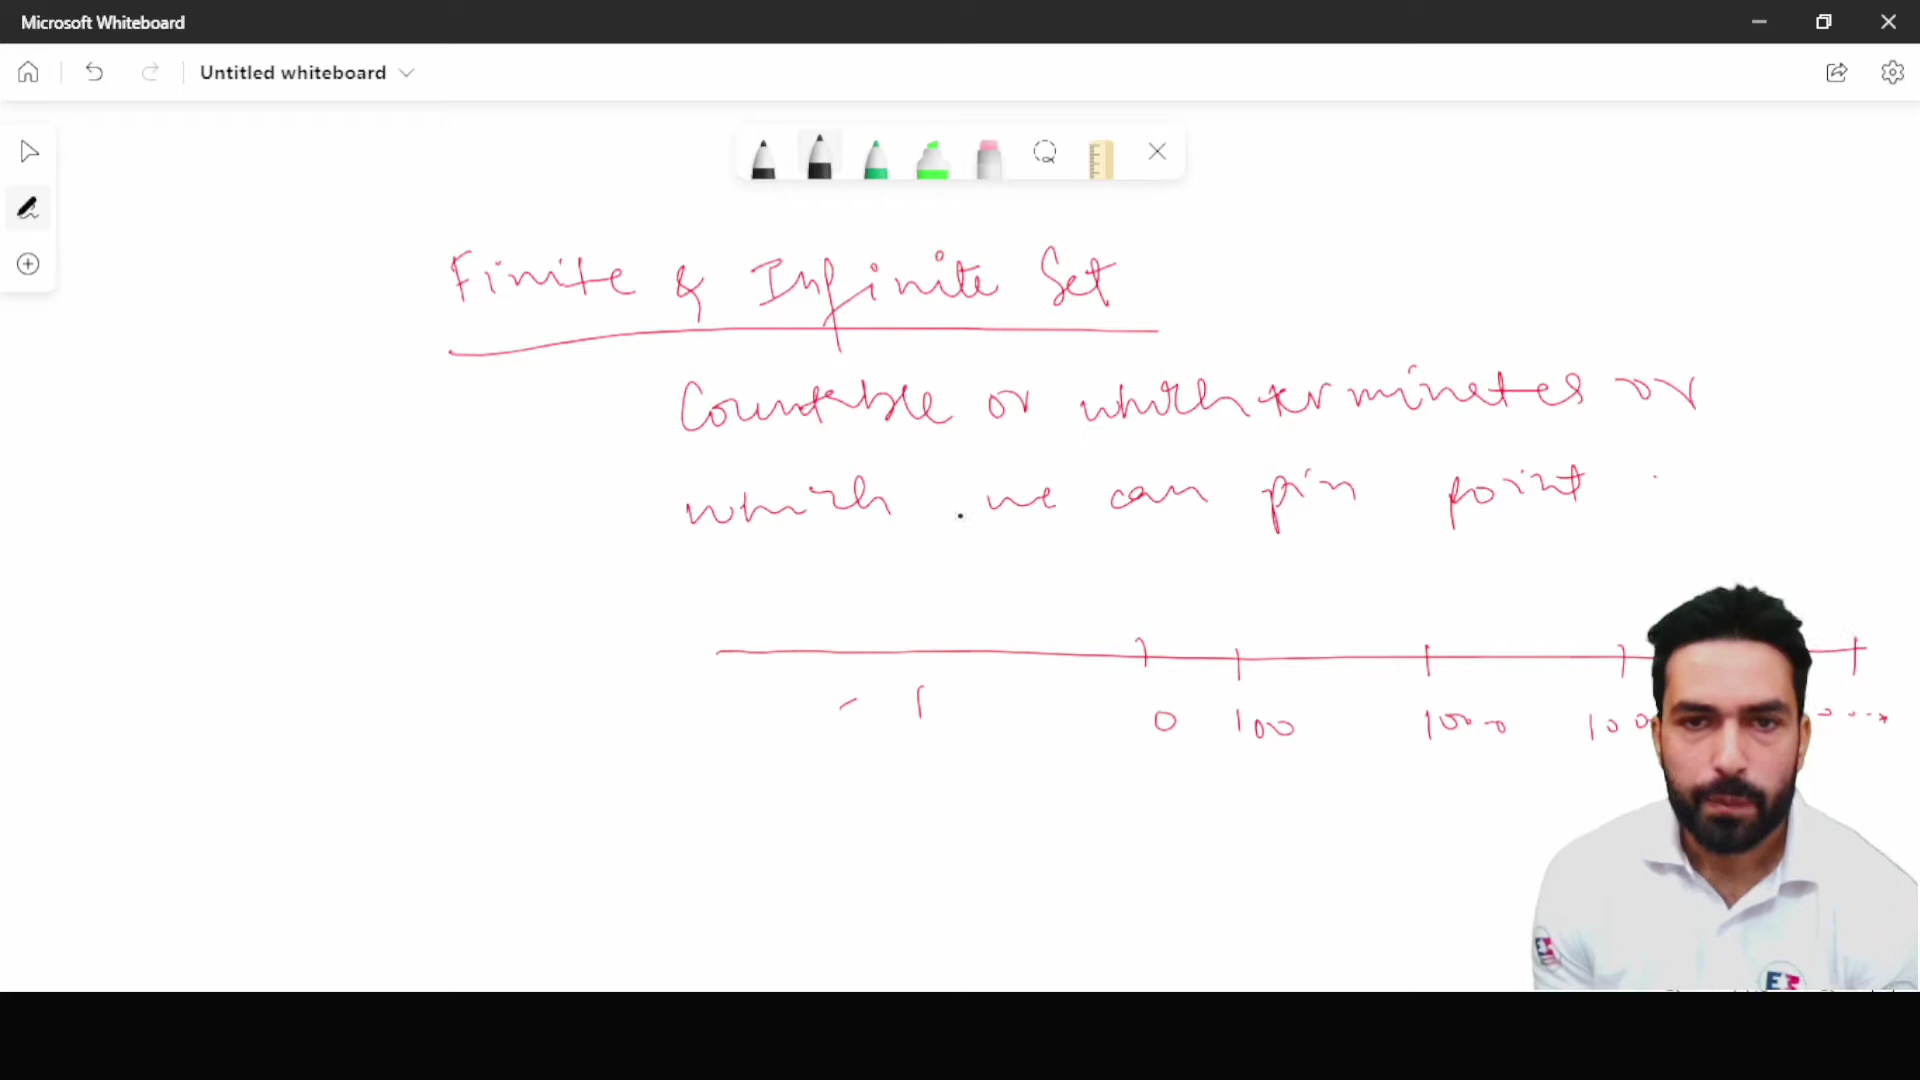 Microsoft Whiteboard
Untitled whiteboard
Finite & Infinite Set
Countable or which terminates or
which we can pin point
0 100 1000